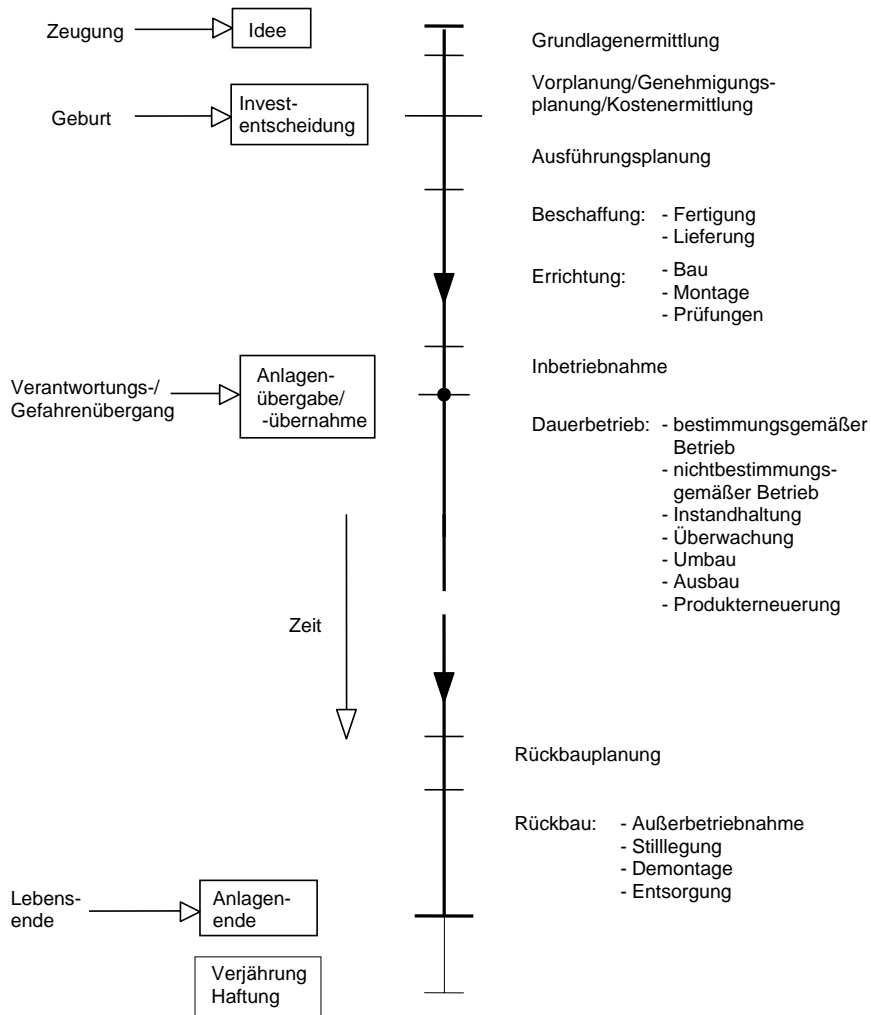 Zeugung
Idee
Grundlagenermittlung
Vorplanung/Genehmigungs-
planung/Kostenermittlung
Geburt
Invest-
entscheidung
Ausführungsplanung
Beschaffung: - Fertigung
- Lieferung
Errichtung: - Bau
- Montage
- Prüfungen
Inbetriebnahme
Verantwortungs-/
Gefahrenübergang
Anlagen-
übergabe/
-übernahme
Dauerbetrieb: - bestimmungsgemäßer
Betrieb
- nichtbestimmungs-
gemäßer Betrieb
- Instandhaltung
- Überwachung
- Umbau
- Ausbau
- Produkterneuerung
Zeit
Rückbauplanung
Rückbau: - Außerbetriebnahme
- Stilllegung
- Demontage
- Entsorgung
Lebens-
ende
Anlagen-
ende
Verjährung
Haftung